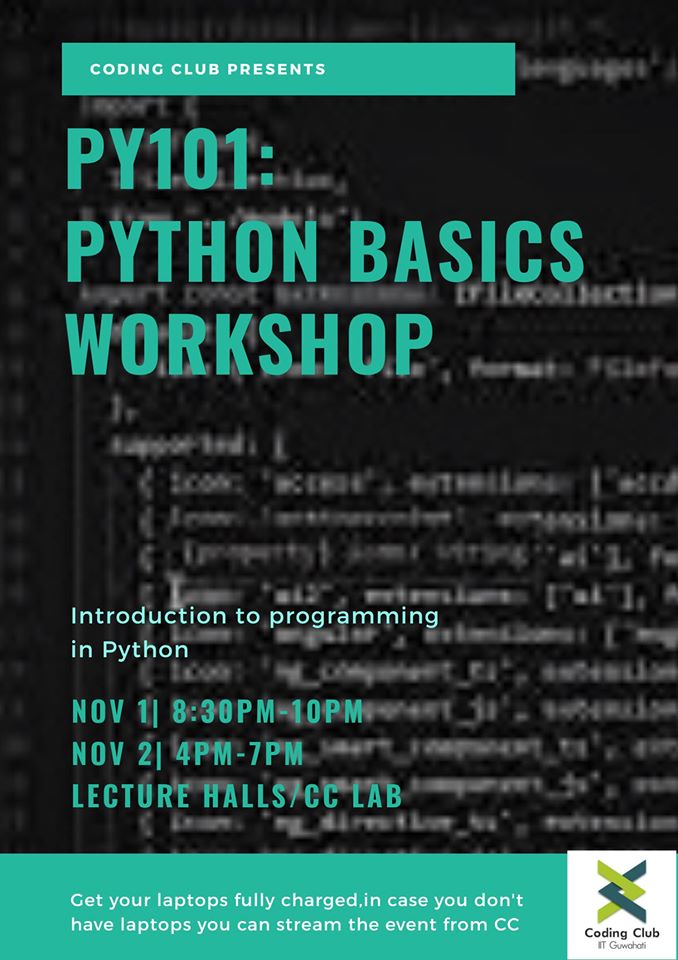 CODING CLUB PRESENTS
PY101:
PYTHON BASICS
WORKSHOP
Introduction to programming
in Python
NOV 1| 8:30PM-10PM
NOV 2| 4PM-7PM
LECTURE HALLS/CC LAB
Get your laptops fully charged,in case you don't
have laptops you can stream the event from CC
Coding Club
IIT Guwahati